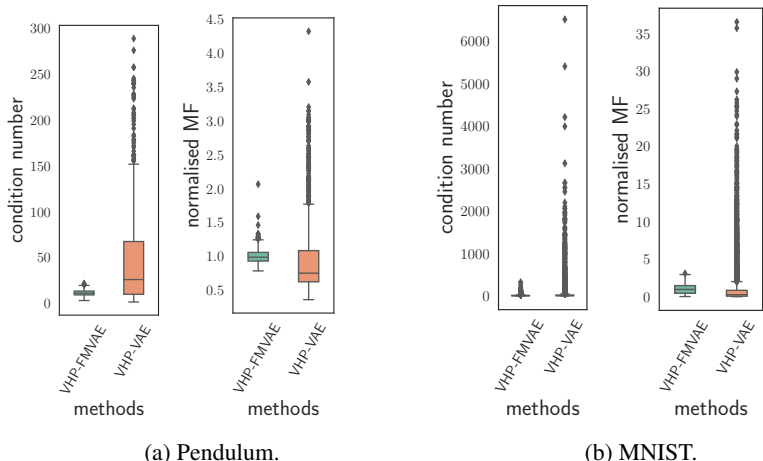 condition number
300
250
200
150
100
50
0
VHP-FMVAE
VHP-VAE
methods
normalised MF
4.5
4.0
3.5
3.0
2.5
2.0
1.5
1.0
0.5
VHP-FMVAE
VHP-VAE
methods
(a) Pendulum.
condition number
6000
5000
4000
3000
2000
1000
0
VHP-FMVAE
VHP-VAE
methods
normalised MF
35
30
25
20
15
10
5
0
VHP-FMVAE
VHP-VAE
methods
(b) MNIST.